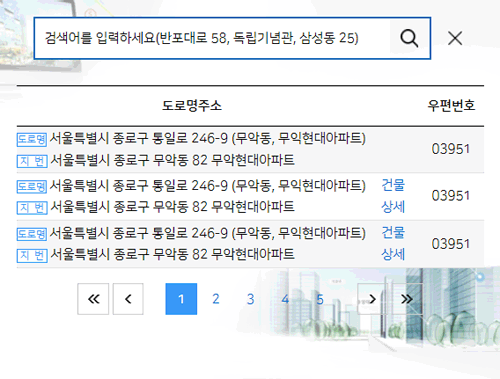 검색어를 입력하세요(반포대로 58, 독립기념관, 삼성동 25)
도로명주소 우편번호
도로명 서울특별시 종로구 통일로 246-9 (무악동, 무익현대아파트)
지 번 서울특별시 종로구 무악동 82 무악현대아파트
03951
도로명 서울특별시 종로구 통일로 246-9 (무악동, 무익현대아파트) 건물
지 번 서울특별시 종로구 무악동 82 무악현대아파트 상세
03951
도로명 서울특별시 종로구 통일로 246-9 (무악동, 무익현대아파트) 건물
지 번 서울특별시 종로구 무악동 82 무악현대아파트 상세
03951
« ‹ 1 2 3 4 5 › »